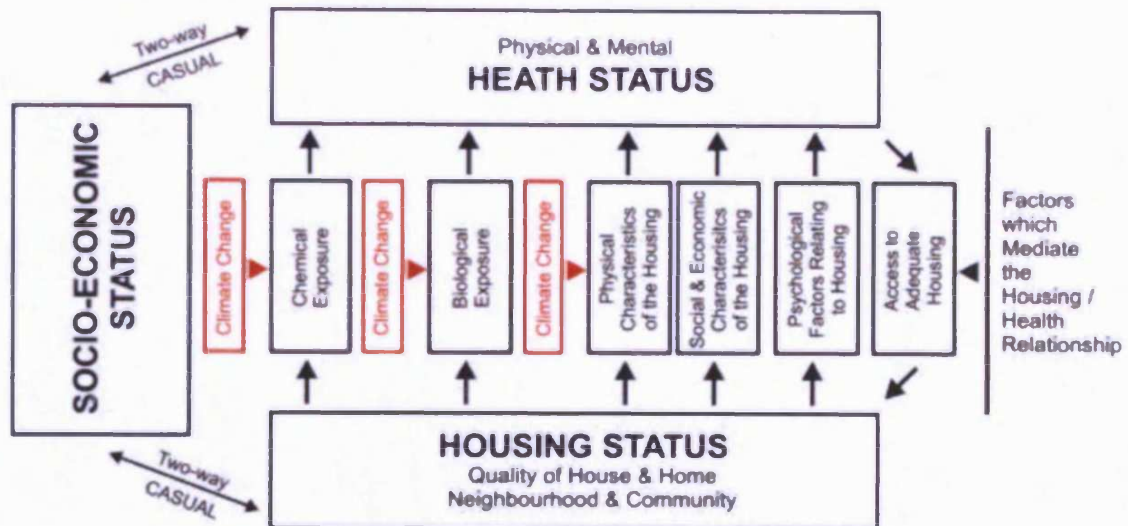 Two-way
CASUAL
Physical & Mental
HEATH STATUS
SOCIO-ECONOMIC
STATUS
Climate Change
Chemical
Exposure
Climate Change
Biological
Exposure
Climate Change
Physical
Characteristics
of the Housing
Social & Economic
Characterisitcs
of the Housing
Psychological
Factors Relating
to Housing
Access to
Adequate
Housing
Factors
which
Mediate
the
Housing /
Health
Relationship
HOUSING STATUS
Quality of House & Home
Neighbourhood & Community
Two-way
CASUAL